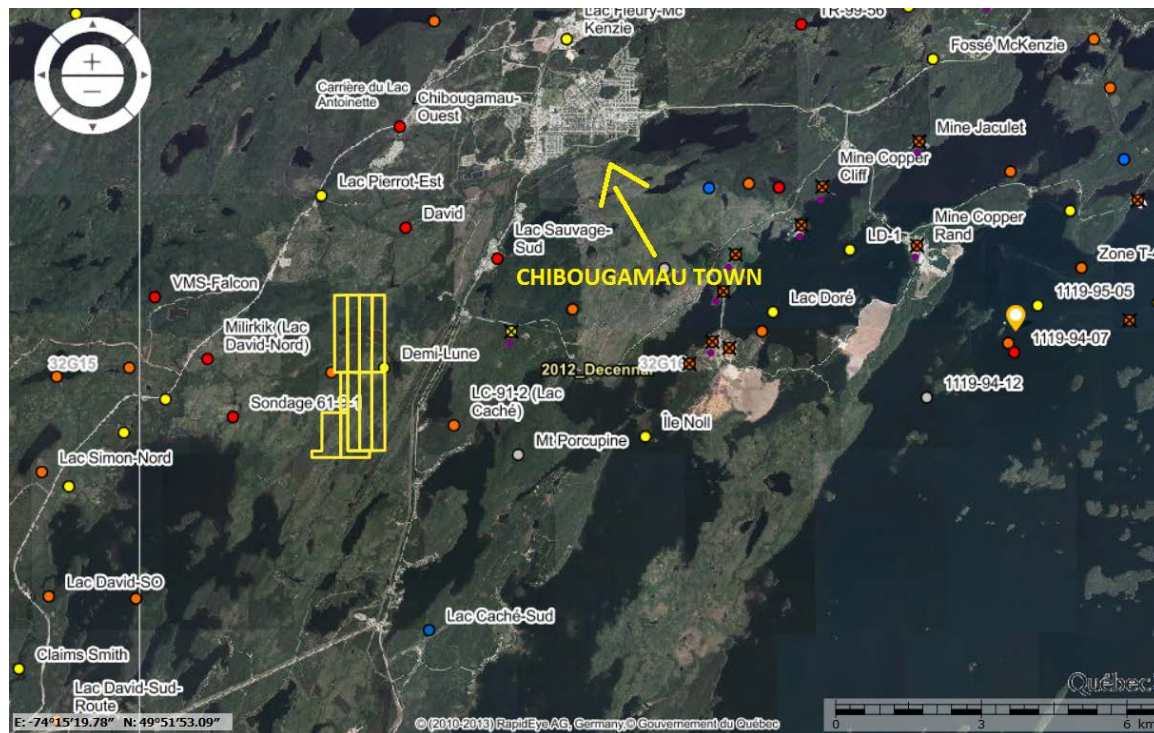 Lac Fleury-Mc
Kenzie
TR-99-56
Fossé McKenzie
Carrière du Lac
Antoinette
Chibougamau-
Ouest
Mine Jaculet
Mine Copper
Cliff
Lac Pierrot-Est
David
Lac Sauvage-
Sud
LD-1
Mine Copper
Rand
Zone T-
CHIBOUGAMAU TOWN
VMS-Falcon
1119-95-05
Lac Doré
Milirkik (Lac
David-Nord)
1119-94-07
32G15
Demi-Lune
2012_Decennal
32G16
1119-94-12
Sondage 61-9-1
LC-91-2 (Lac
Caché)
Île Noll
Mt Porcupine
Lac Simon-Nord
Lac David-SO
Lac Caché-Sud
Claims Smith
Lac David-Sud-
Route
Québec
E: -74°15'19.78" N: 49°51'53.09"
© (2010-2013) RapidEye AG, Germany,© Gouvernement du Québec
0 3 6 km